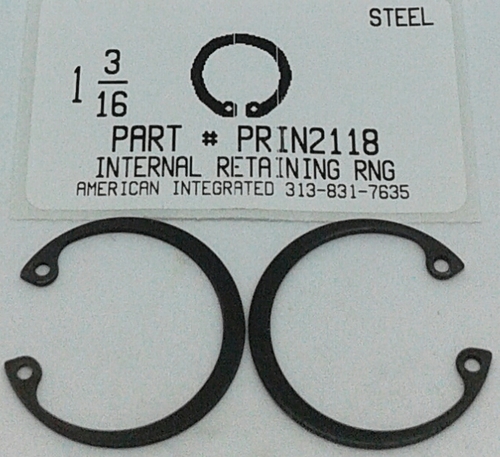 STEEL
1 3/16
PART # PRIN2118
INTERNAL RETAINING RNG
AMERICAN INTEGRATED 313-831-7635